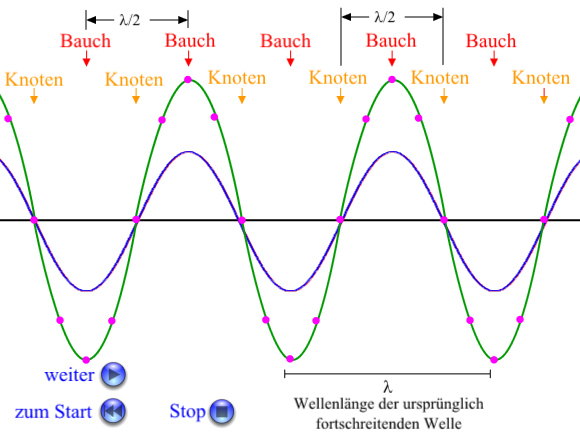 λ/2
λ/2
Bauch
Bauch
Bauch
Bauch
Bauch
Knoten
Knoten
Knoten
Knoten
Knoten
Knoten
weiter
zum Start
Stop
λ
Wellenlänge der ursprünglich
fortschreitenden Welle